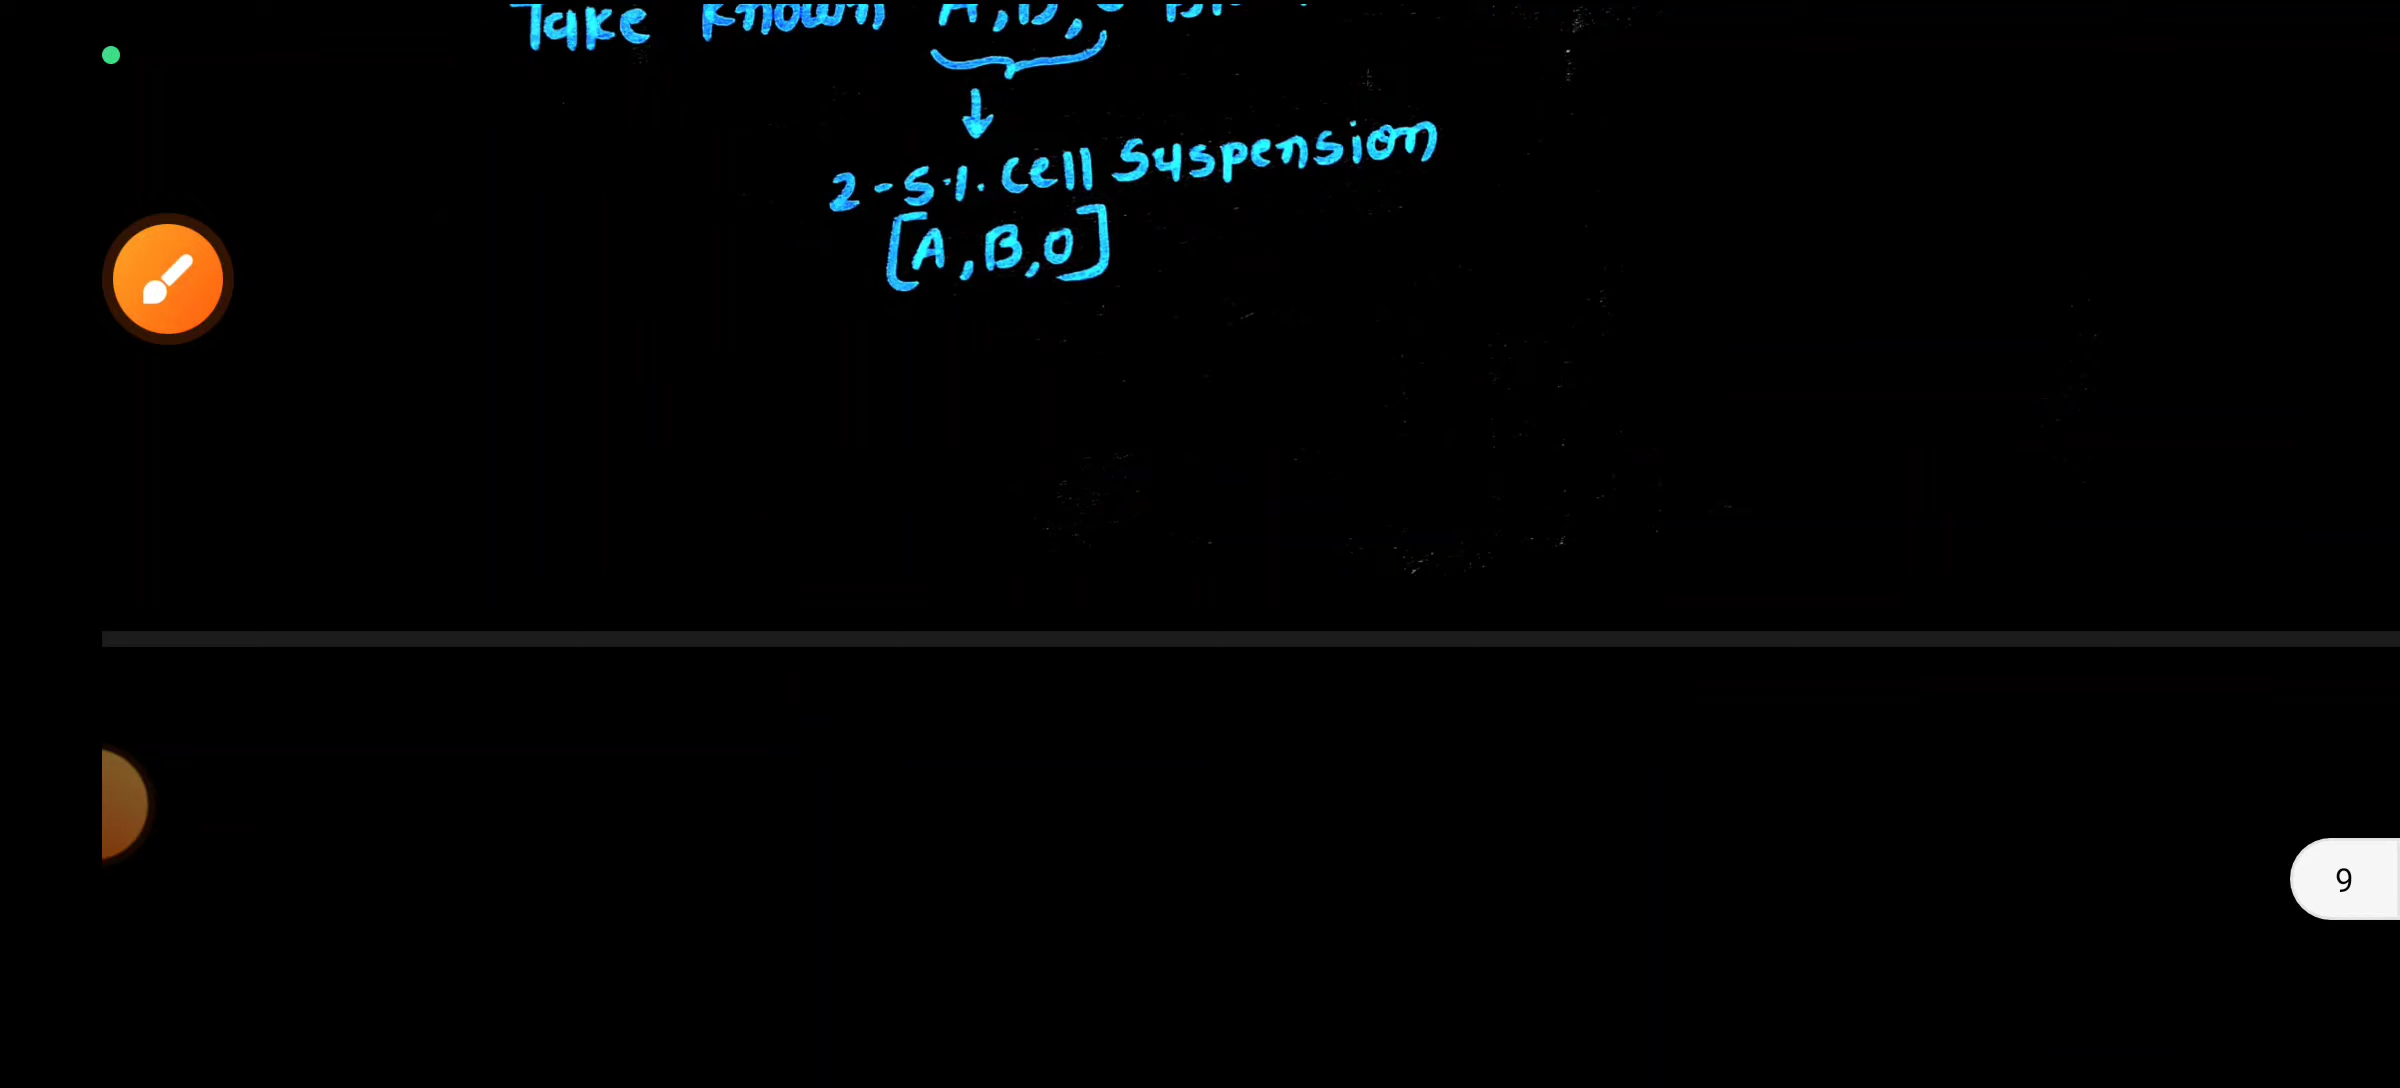 Take known A, B,
2-5%. cell Suspension
[A, B, O]
9